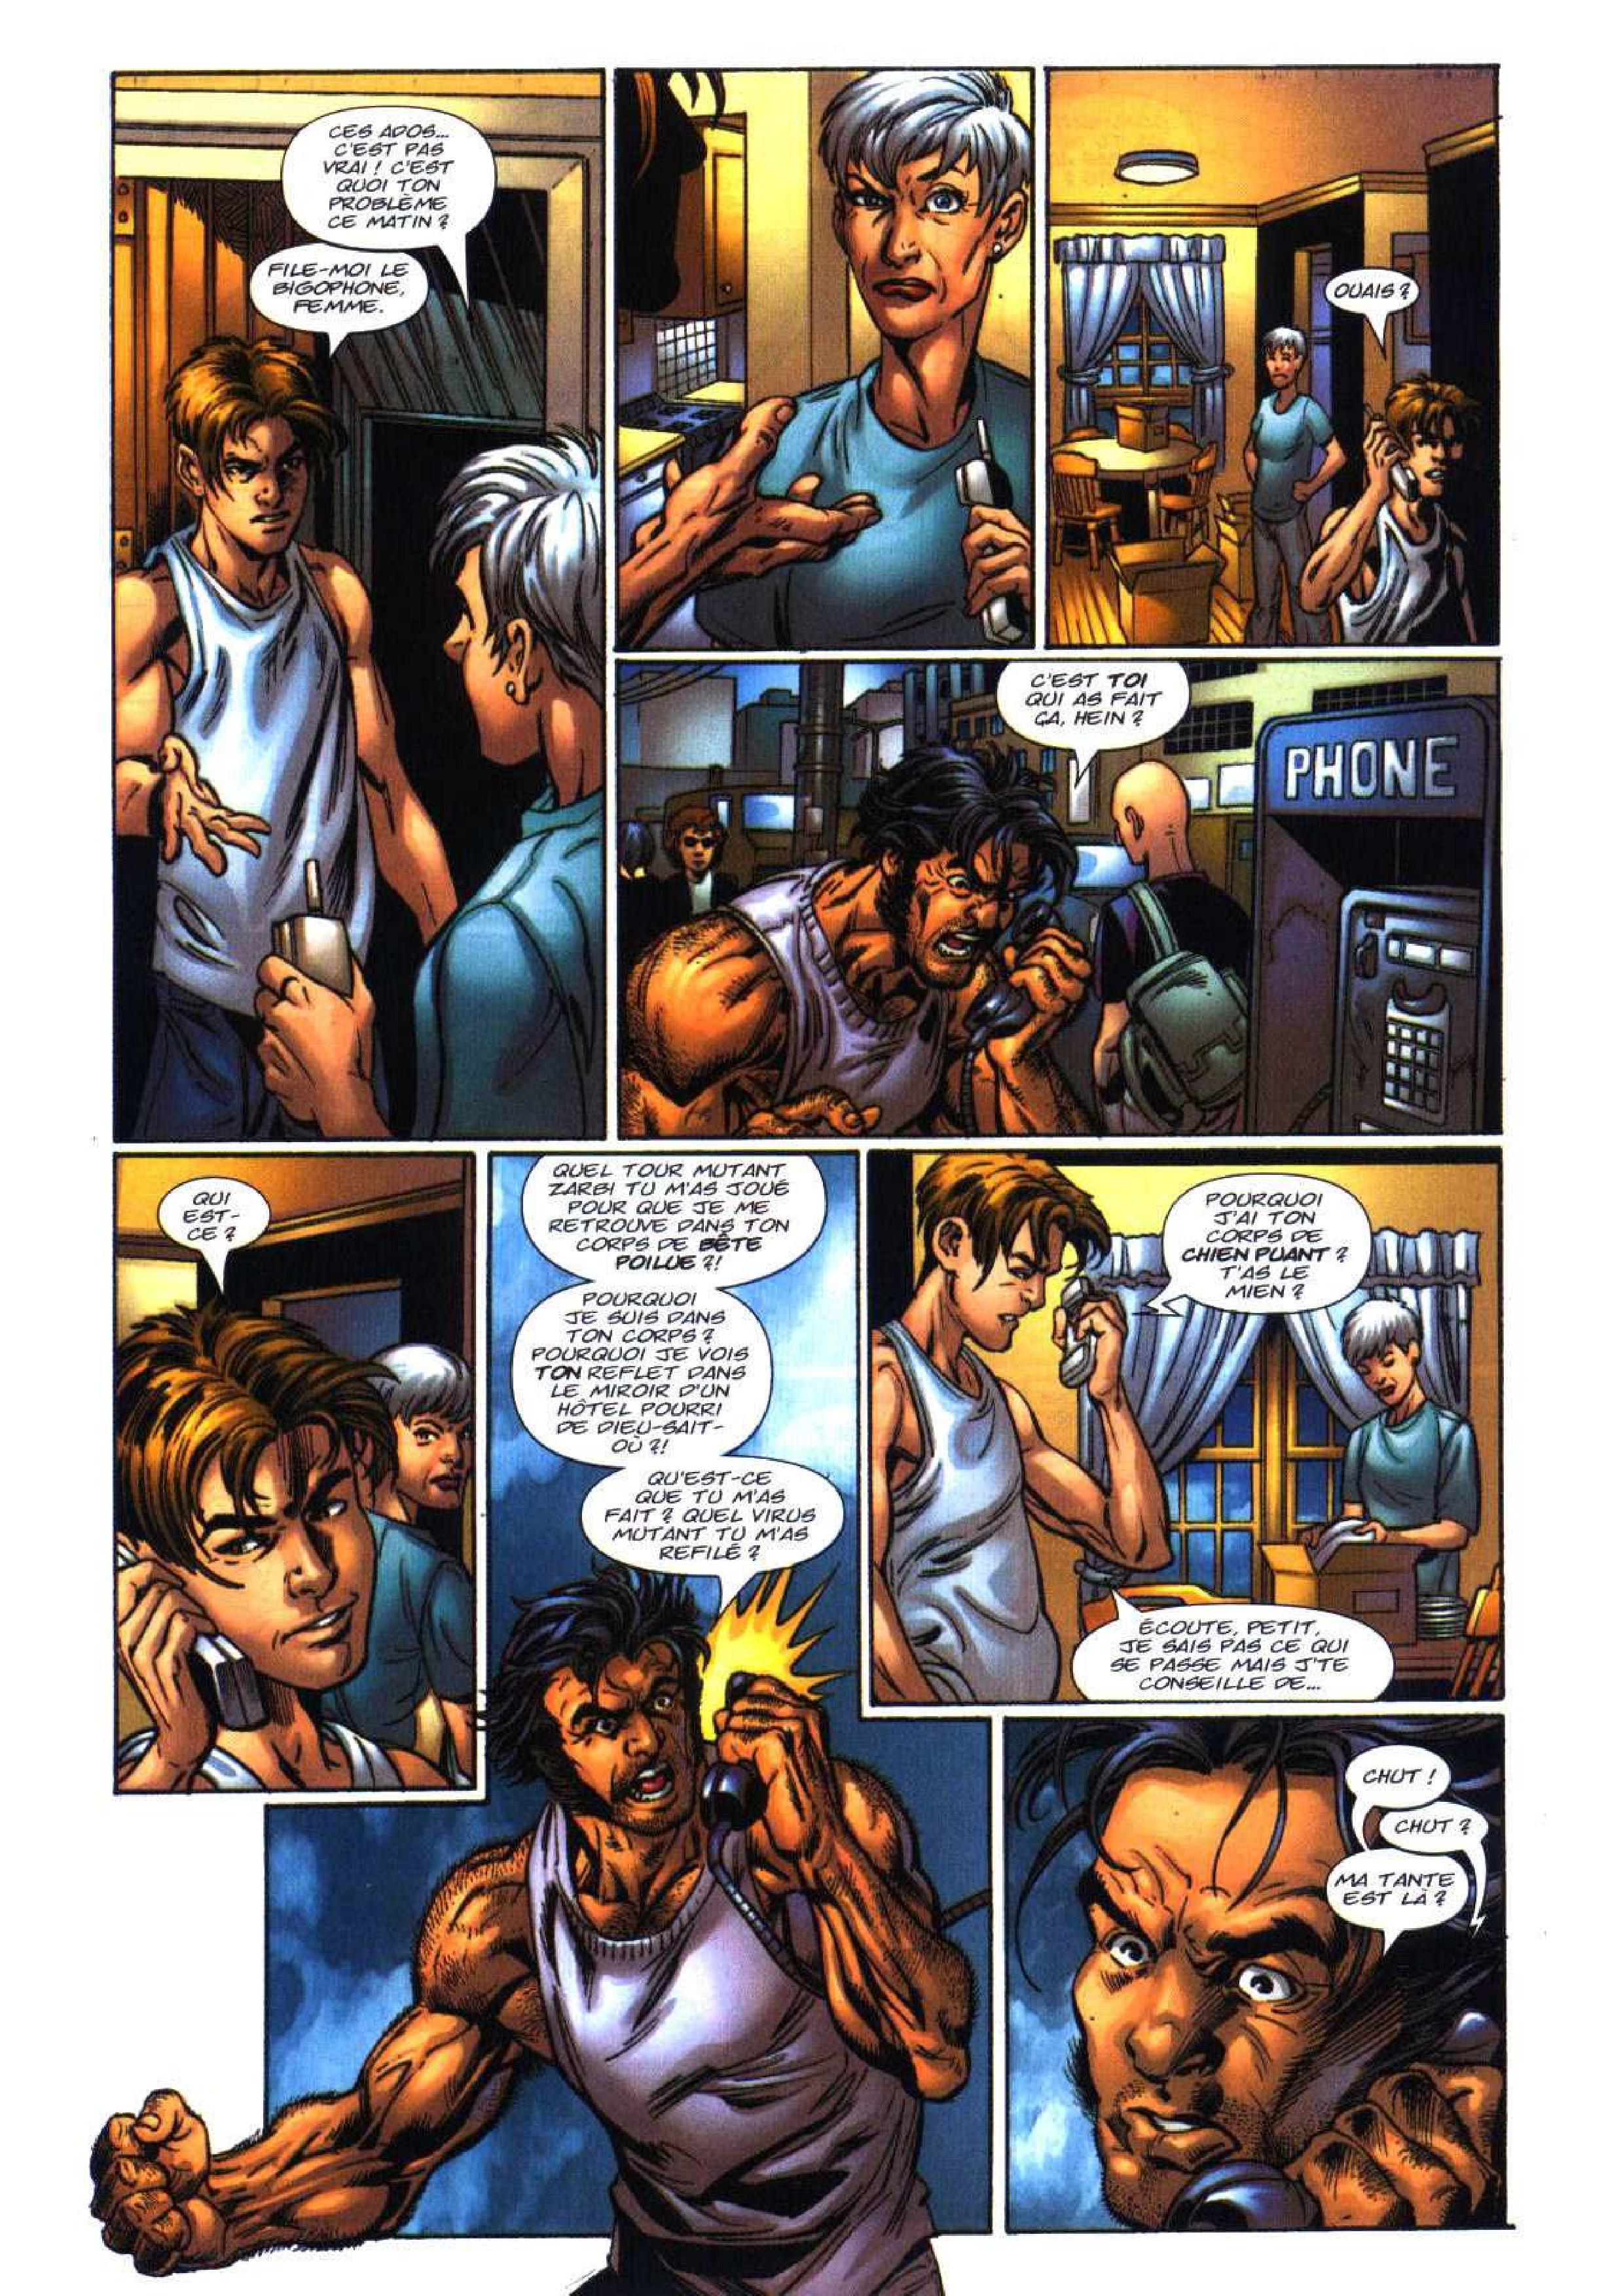 CES ADOS...
C'EST PAS
VRAI ! C'EST
QUOI TON
PROBLÈME
CE MATIN ?
FILE-MOI LE
BIGOPHONE,
FEMME.
OUAIS ?
C'EST TOI
QUI AS FAIT
ÇA, HEIN ?
PHONE
QUI
EST-
CE ?
QUEL TOUR MUTANT
ZARBI TU M'AS JOUÉ
POUR QUE JE ME
RETROUVE DANS TON
CORPS DE BÊTE
POILUE ?!
POURQUOI
JE SUIS DANS
TON CORPS ?
POURQUOI JE VOIS
TON REFLET DANS
LE MIROIR D'UN
HÔTEL POURRI
DE DIEU-SAIT-
OÙ ?!
QU'EST-CE
QUE TU M'AS
FAIT ? QUEL VIRUS
MUTANT TU M'AS
REFILÉ ?
POURQUOI
J'AI TON
CORPS DE
CHIEN PUANT ?
T'AS LE
MIEN ?
ÉCOUTE, PETIT,
JE SAIS PAS CE QUI
SE PASSE MAIS J'TE
CONSEILLE DE...
CHUT !
CHUT ?
MA TANTE
EST LÀ ?